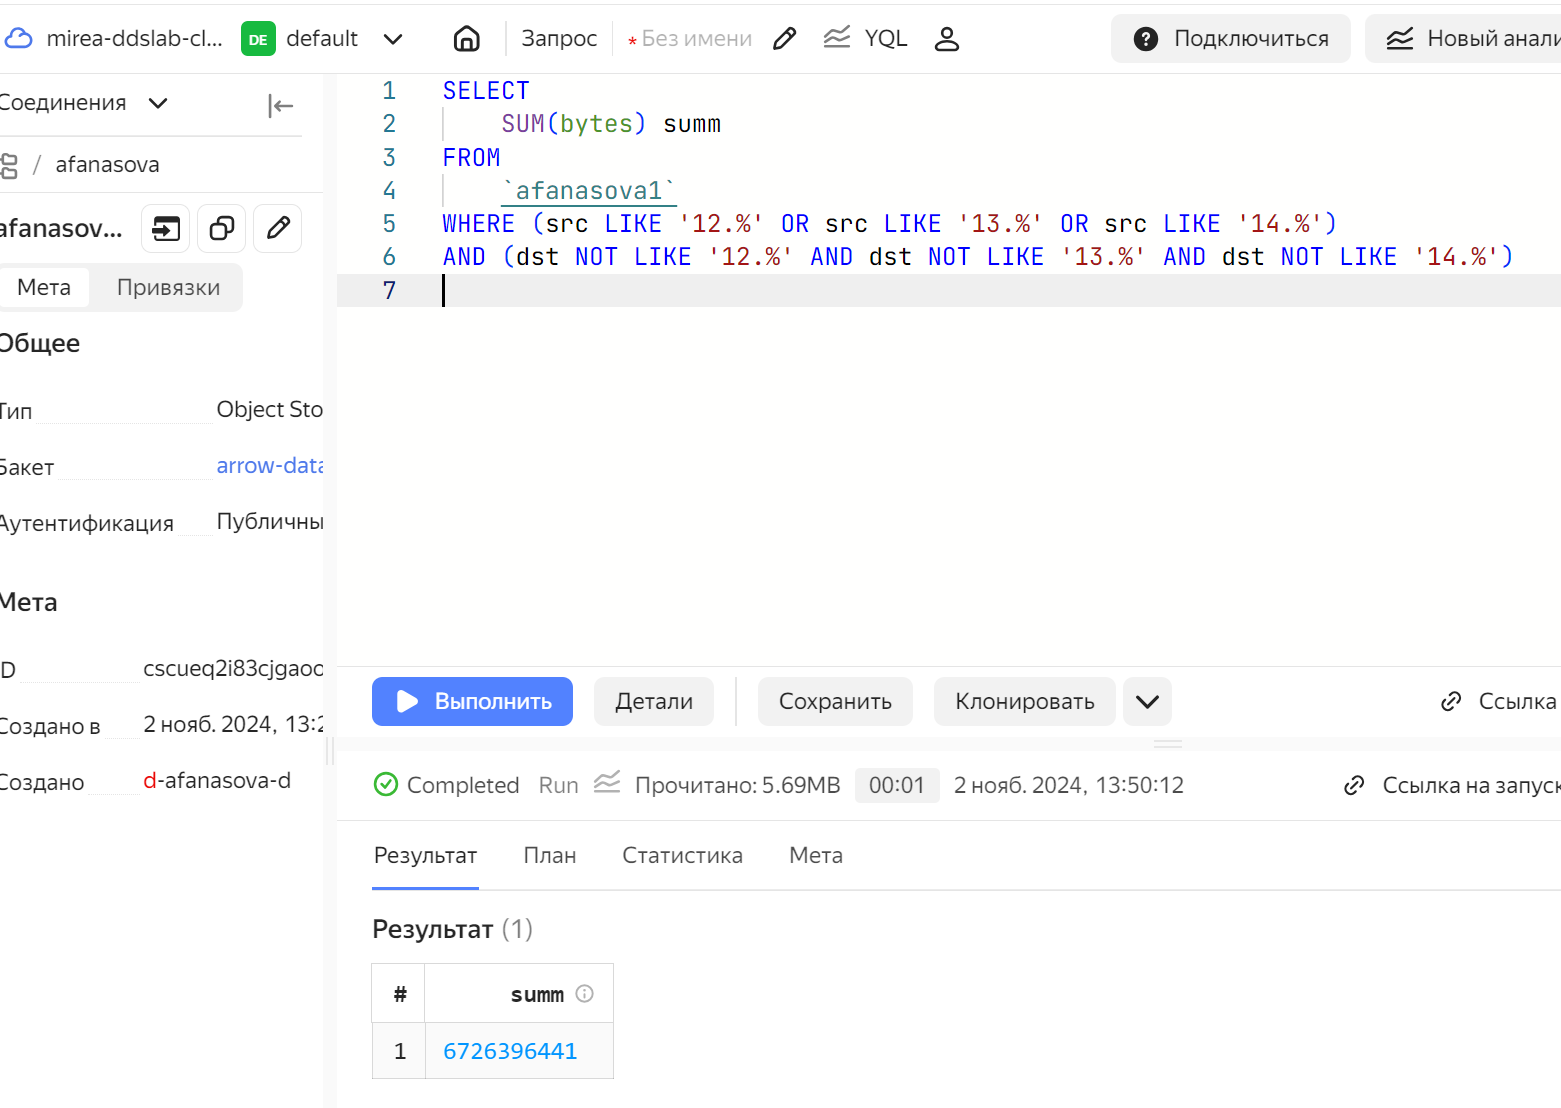 mirea-ddslab-cl... DE default Запрос * Без имени YQL Подключиться Новый анали
Соединения
/ afanasova
afanasov...
Мета Привязки
Общее
Тип Object Sto
Бакет arrow-data
Аутентификация Публичны
Мета
ID cscueq2i83cjgaoo
Создано в 2 нояб. 2024, 13:2
Создано d-afanasova-d
1 SELECT
2 SUM(bytes) summ
3 FROM
4 `afanasova1`
5 WHERE (src LIKE '12.%' OR src LIKE '13.%' OR src LIKE '14.%')
6 AND (dst NOT LIKE '12.%' AND dst NOT LIKE '13.%' AND dst NOT LIKE '14.%')
7
Выполнить Детали Сохранить Клонировать Ссылка
Completed Run Прочитано: 5.69MB 00:01 2 нояб. 2024, 13:50:12 Ссылка на запуск
Результат План Статистика Мета
Результат (1)
# summ
1 6726396441